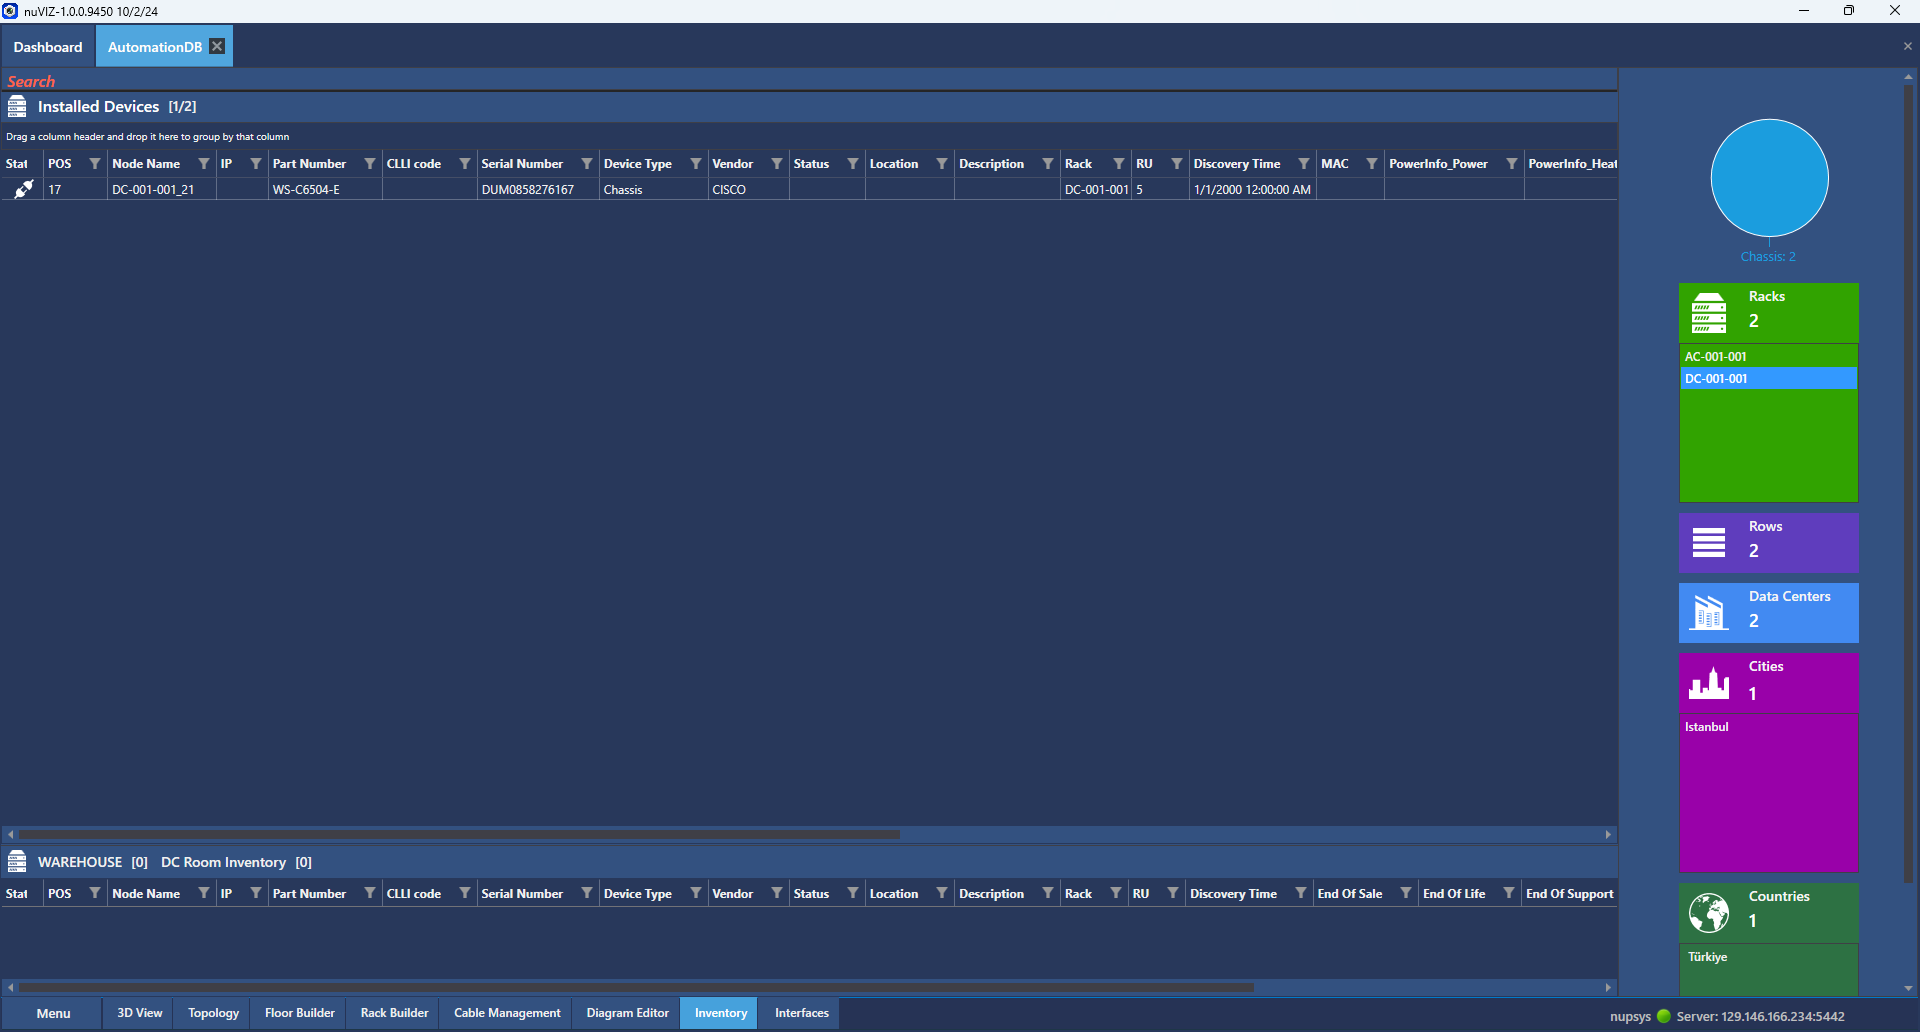 nuVIZ-1.0.0.9450 10/2/24
Dashboard AutomationDB
Search
Installed Devices [1/2]
Drag a column header and drop it here to group by that column
Stat POS Node Name IP Part Number CLLI code Serial Number Device Type Vendor Status Location Description Rack RU Discovery Time MAC PowerInfo_Power PowerInfo_Heat
17 DC-001-001_21 WS-C6504-E DUM0858276167 Chassis CISCO DC-001-001 5 1/1/2000 12:00:00 AM
Chassis: 2
Racks
2
AC-001-001
DC-001-001
Rows
2
Data Centers
2
Cities
1
Istanbul
Countries
1
Türkiye
WAREHOUSE [0] DC Room Inventory [0]
Stat POS Node Name IP Part Number CLLI code Serial Number Device Type Vendor Status Location Description Rack RU Discovery Time End Of Sale End Of Life End Of Support
Menu 3D View Topology Floor Builder Rack Builder Cable Management Diagram Editor Inventory Interfaces
nupsys Server: 129.146.166.234:5442